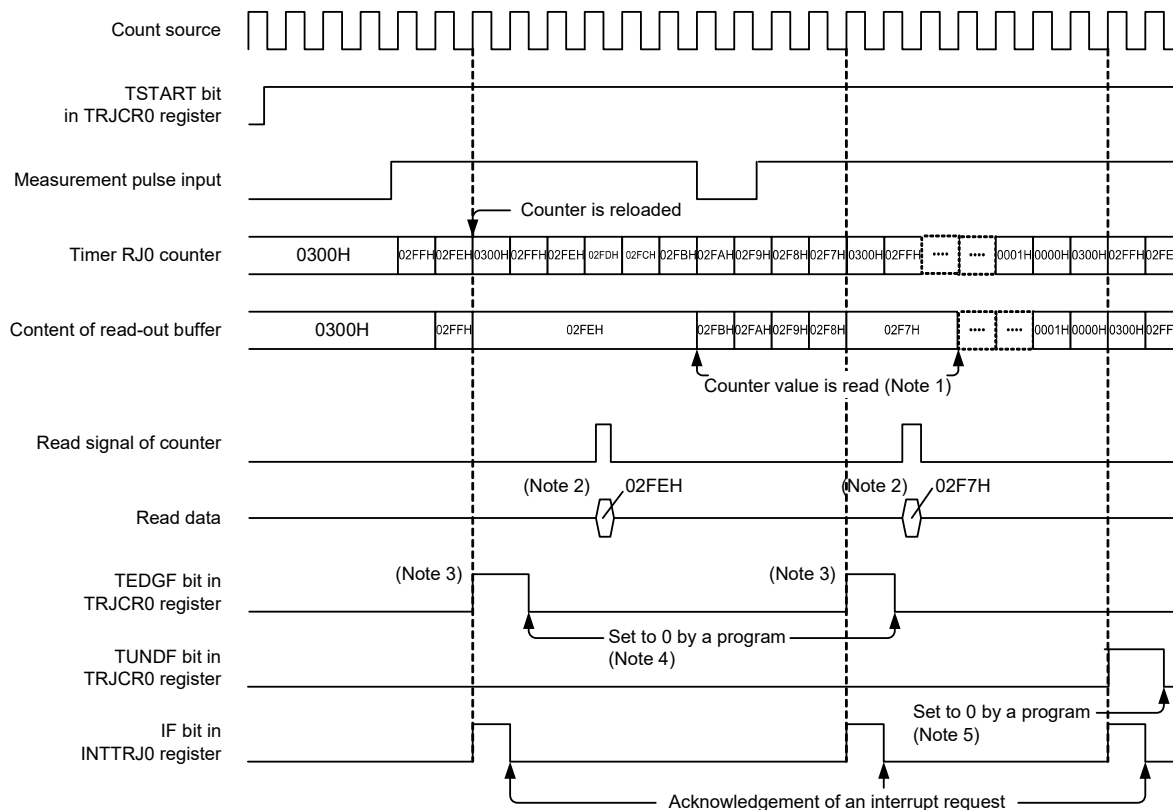 Count source
TSTART bit
in TRJCR0 register
Measurement pulse input
Counter is reloaded
Timer RJ0 counter
0300H 02FFH 02FEH 0300H 02FFH 02FEH 02FDH 02FCH 02FBH 02FAH 02F9H 02F8H 02F7H 0300H 02FFH .... .... 0001H 0000H 0300H 02FFH 02FE
Content of read-out buffer
0300H 02FFH 02FEH 02FBH 02FAH 02F9H 02F8H 02F7H .... .... 0001H 0000H 0300H 02FF
Counter value is read (Note 1)
Read signal of counter
(Note 2) 02FEH (Note 2) 02F7H
Read data
TEDGF bit in
TRJCR0 register
(Note 3) (Note 3)
Set to 0 by a program
(Note 4)
TUNDF bit in
TRJCR0 register
Set to 0 by a program
(Note 5)
IF bit in
INTTRJ0 register
Acknowledgement of an interrupt request